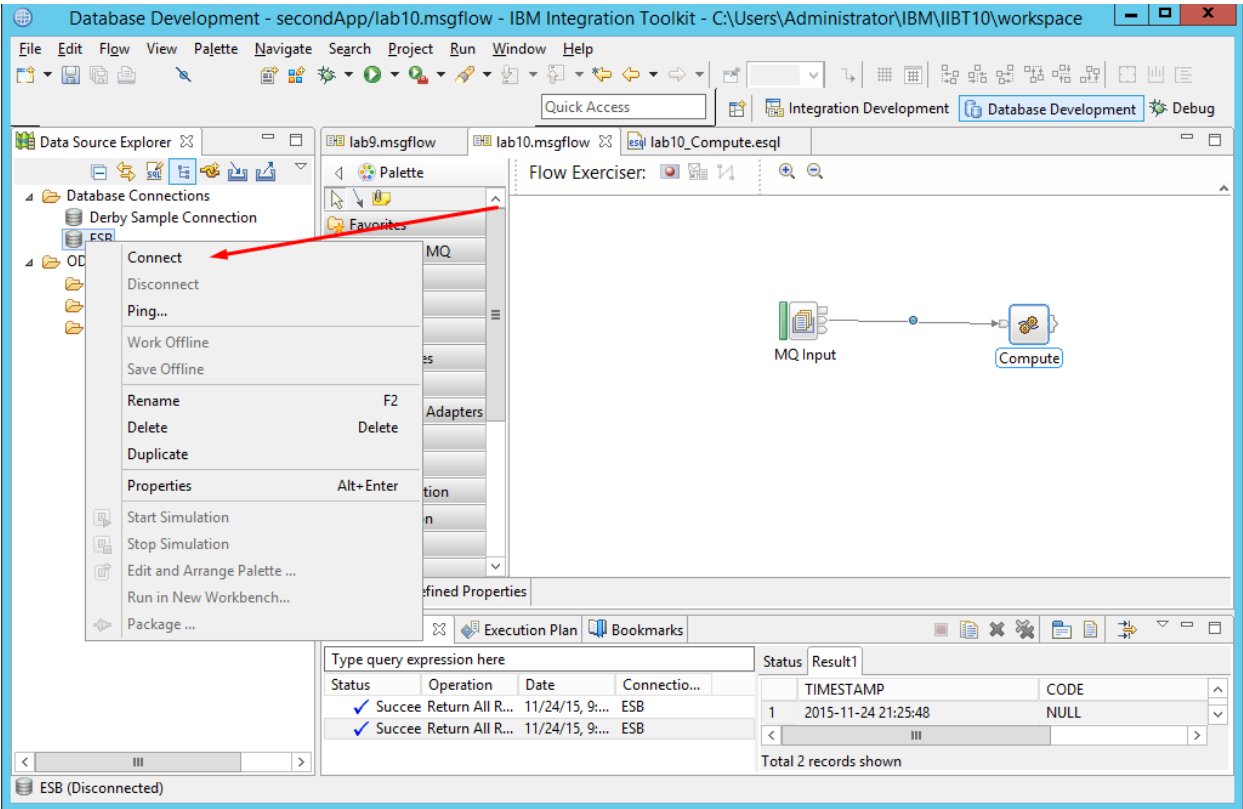 Database Development - secondApp/lab10.msgflow - IBM Integration Toolkit - C:\Users\Administrator\IBM\IIBT10\workspace
File Edit Flow View Palette Navigate Search Project Run Window Help
Quick Access
Integration Development
Database Development
Debug
Data Source Explorer
lab9.msgflow
lab10.msgflow
esql lab10_Compute.esql
Palette
Flow Exerciser:
Database Connections
Derby Sample Connection
ESB
OD
Favorites
MQ
es
Adapters
tion
n
Connect
Disconnect
Ping...
Work Offline
Save Offline
Rename F2
Delete Delete
Duplicate
Properties Alt+Enter
Start Simulation
Stop Simulation
Edit and Arrange Palette ...
Run in New Workbench...
Package ...
MQ Input
Compute
efined Properties
Execution Plan
Bookmarks
Type query expression here
Status Result1
Status Operation Date Connectio...
Succee Return All R... 11/24/15, 9:... ESB
Succee Return All R... 11/24/15, 9:... ESB
TIMESTAMP CODE
1 2015-11-24 21:25:48 NULL
Total 2 records shown
ESB (Disconnected)